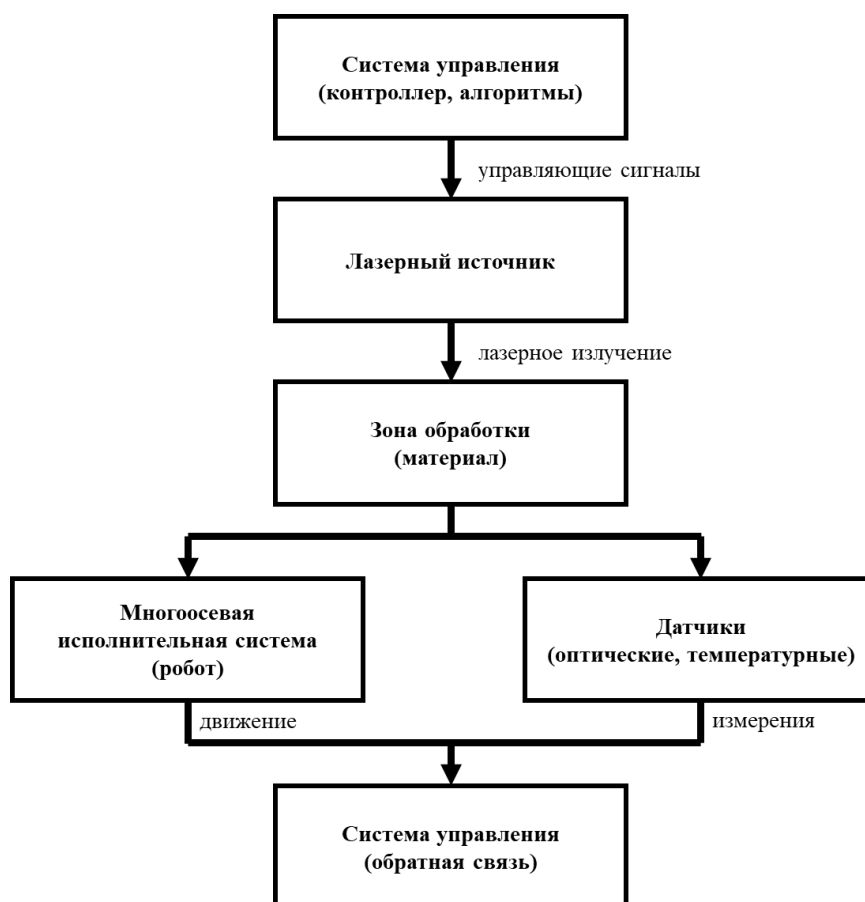 Система управления
(контроллер, алгоритмы)
управляющие сигналы
Лазерный источник
лазерное излучение
Зона обработки
(материал)
Многоосевая
исполнительная система
(робот)
Датчики
(оптические, температурные)
движение
измерения
Система управления
(обратная связь)